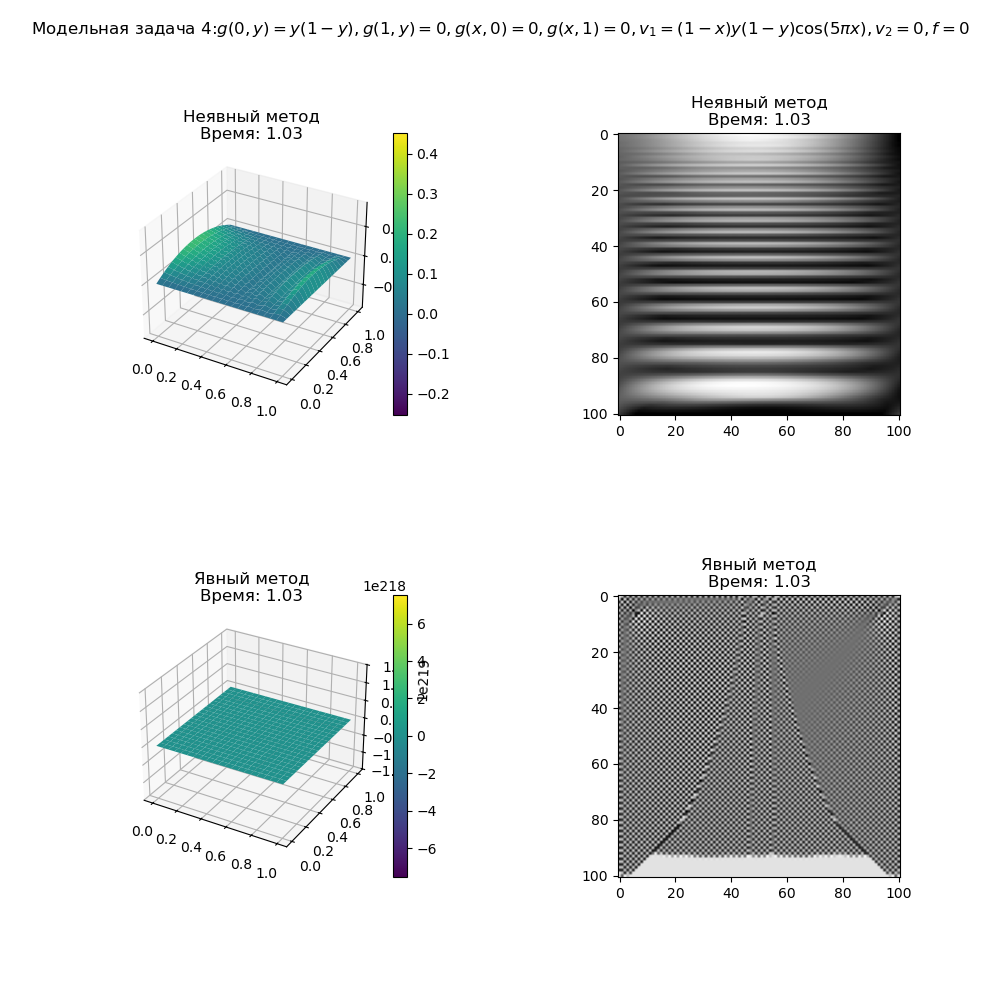 Модельная задача 4:g(0, y) = y(1 − y), g(1, y) = 0, g(x, 0) = 0, g(x, 1) = 0, v₁ = (1 − x)y(1 − y)cos(5πx), v₂ = 0, f = 0
Неявный метод
Время: 1.03
0.4
0.3
0.2
0.1
0.0
−0.1
−0.2
0.0 0.2 0.4 0.6 0.8 1.0
0.0 0.2 0.4 0.6 0.8 1.0
Неявный метод
Время: 1.03
0
20
40
60
80
100
0 20 40 60 80 100
Явный метод
Время: 1.03
1e218
6
4
2
0
−2
−4
−6
1e219
0.0 0.2 0.4 0.6 0.8 1.0
0.0 0.2 0.4 0.6 0.8 1.0
Явный метод
Время: 1.03
0
20
40
60
80
100
0 20 40 60 80 100